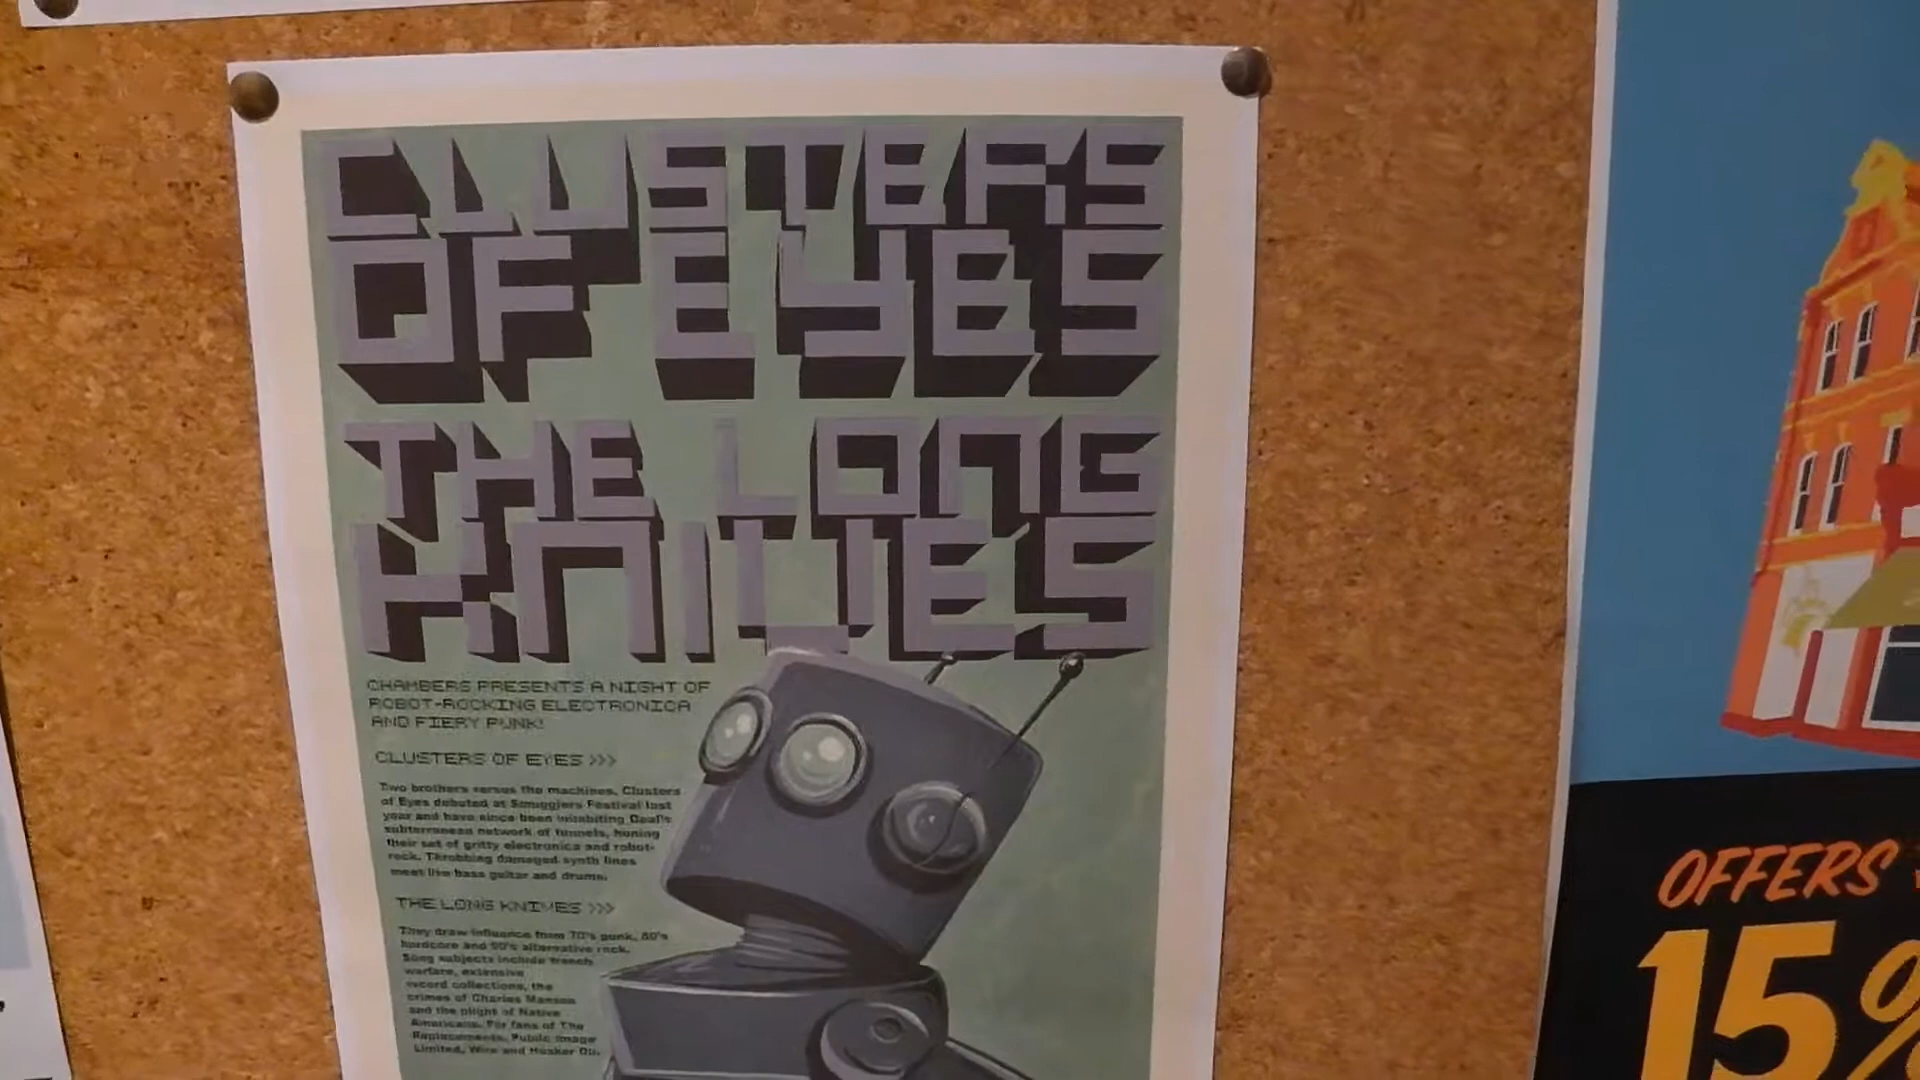 CLUSTERS
OF EYES
THE LONG
KNIVES
CHAMBERS PRESENTS A NIGHT OF
ROBOT-ROCKING ELECTRONICA
AND FIERY PUNK!
CLUSTERS OF EYES >>>
Two brothers versus the machines, Clusters
of Eyes debuted at Smugglers Festival last
year and have since been inhabiting Deal's
subterranean network of tunnels, honing
their set of gritty electronica and robot-
rock. Throbbing damaged synth lines
meet live bass guitar and drums.
THE LONG KNIVES >>>
They draw influence from 70's punk, 80's
hardcore and 90's alternative rock.
Song subjects include trench
warfare, extensive
record collections, the
crimes of Charles Manson
and the plight of Native
Americans. For fans of The
Replacements, Public Image
Limited, Wire and Husker Du.
OFFERS
15%